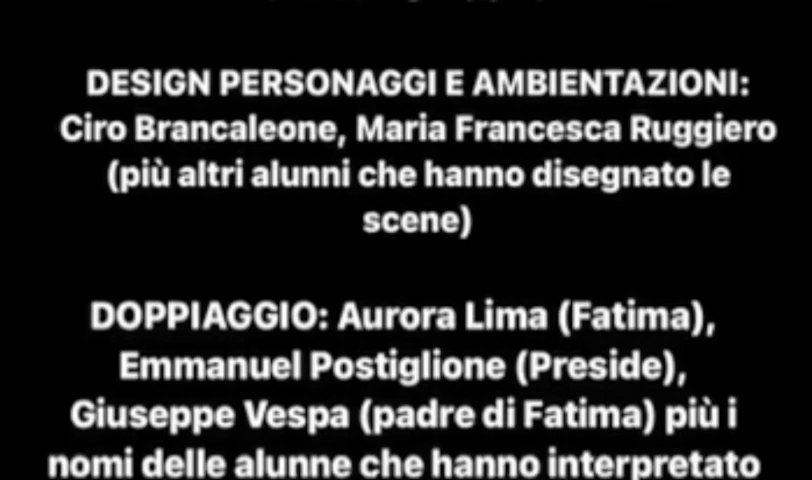 DESIGN PERSONAGGI E AMBIENTAZIONI:
Ciro Brancaleone, Maria Francesca Ruggiero
(più altri alunni che hanno disegnato le
scene)
DOPPIAGGIO: Aurora Lima (Fatima),
Emmanuel Postiglione (Preside),
Giuseppe Vespa (padre di Fatima) più i
nomi delle alunne che hanno interpretato